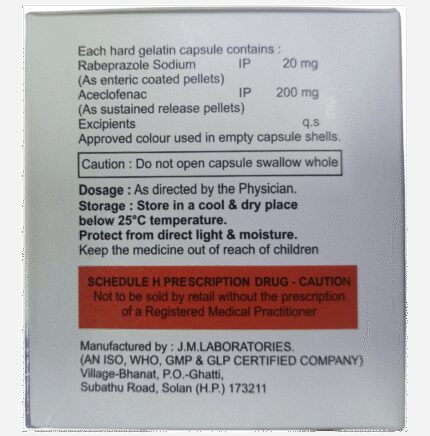 Each hard gelatin capsule contains :
Rabeprazole Sodium IP 20 mg
(As enteric coated pellets)
Aceclofenac IP 200 mg
(As sustained release pellets)
Excipients q.s
Approved colour used in empty capsule shells.
Caution : Do not open capsule swallow whole
Dosage : As directed by the Physician.
Storage : Store in a cool & dry place
below 25°C temperature.
Protect from direct light & moisture.
Keep the medicine out of reach of children
SCHEDULE H PRESCRIPTION DRUG - CAUTION
Not to be sold by retail without the prescription
of a Registered Medical Practitioner
Manufactured by : J.M.LABORATORIES.
(AN ISO, WHO, GMP & GLP CERTIFIED COMPANY)
Village-Bhanat, P.O.-Ghatti,
Subathu Road, Solan (H.P.) 173211